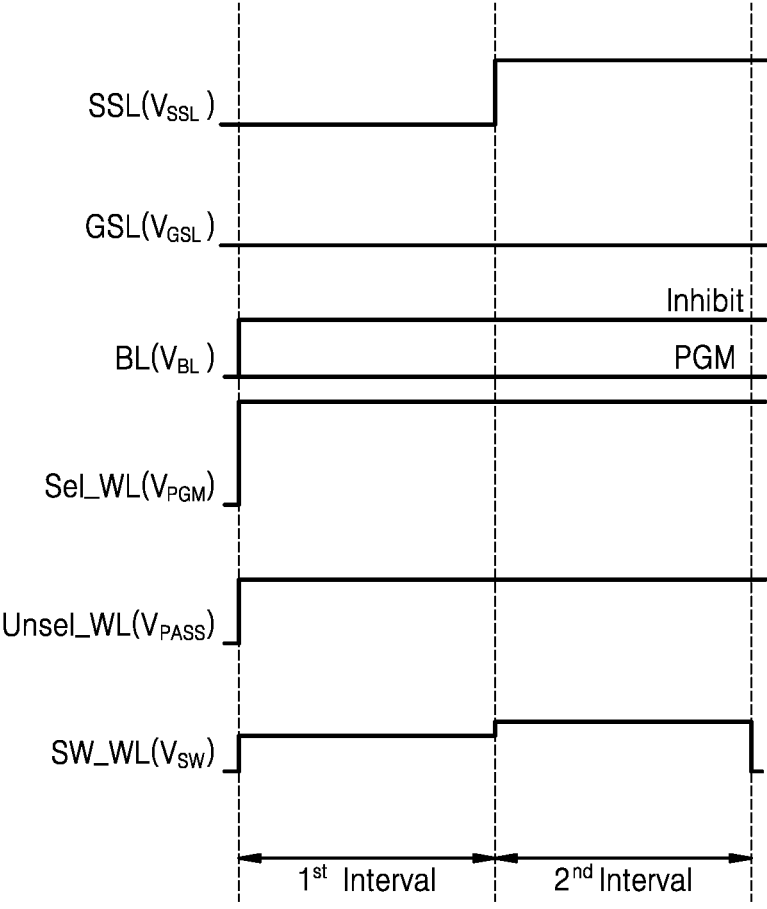 SSL(VSSL )
GSL(VGSL )
Inhibit
BL(VBL )
PGM
Sel_WL(VPGM)
Unsel_WL(VPASS)
SW_WL(VSW)
1st Interval
2nd Interval